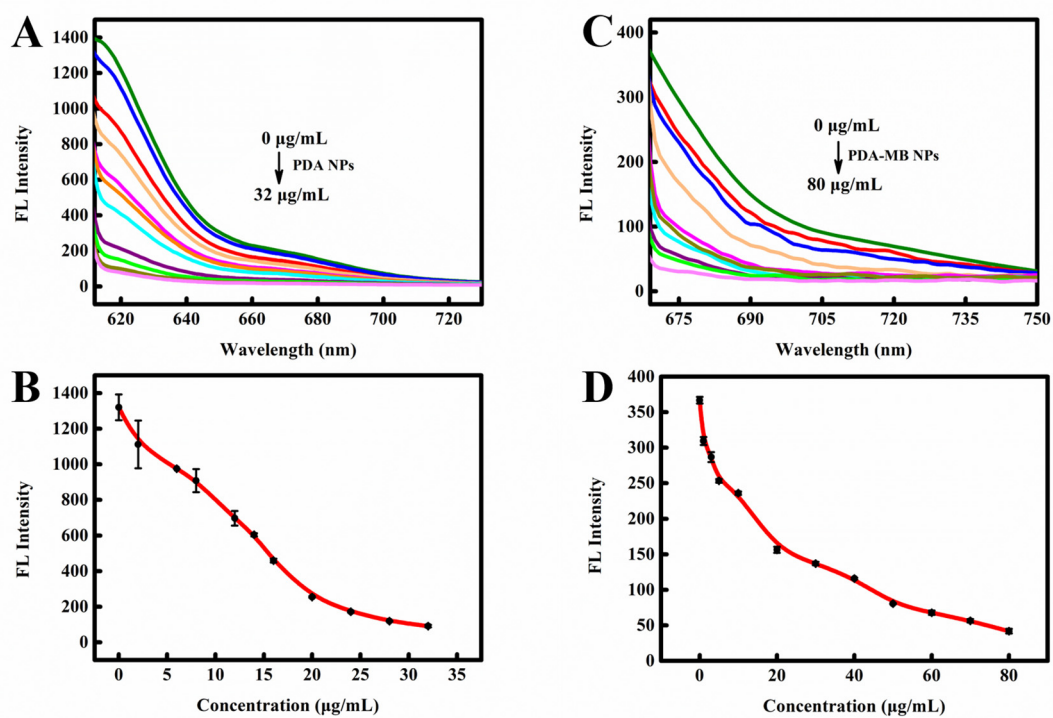 A
1400
1200
1000
800
600
400
200
0
FL Intensity
0 µg/mL
PDA NPs
32 µg/mL
620 640 660 680 700 720
Wavelength (nm)
C
400
300
200
100
0
FL Intensity
0 µg/mL
PDA-MB NPs
80 µg/mL
675 690 705 720 735 750
Wavelength (nm)
B
1400
1200
1000
800
600
400
200
0
FL Intensity
0 5 10 15 20 25 30 35
Concentration (µg/mL)
D
400
350
300
250
200
150
100
50
0
FL Intensity
0 20 40 60 80
Concentration (µg/mL)